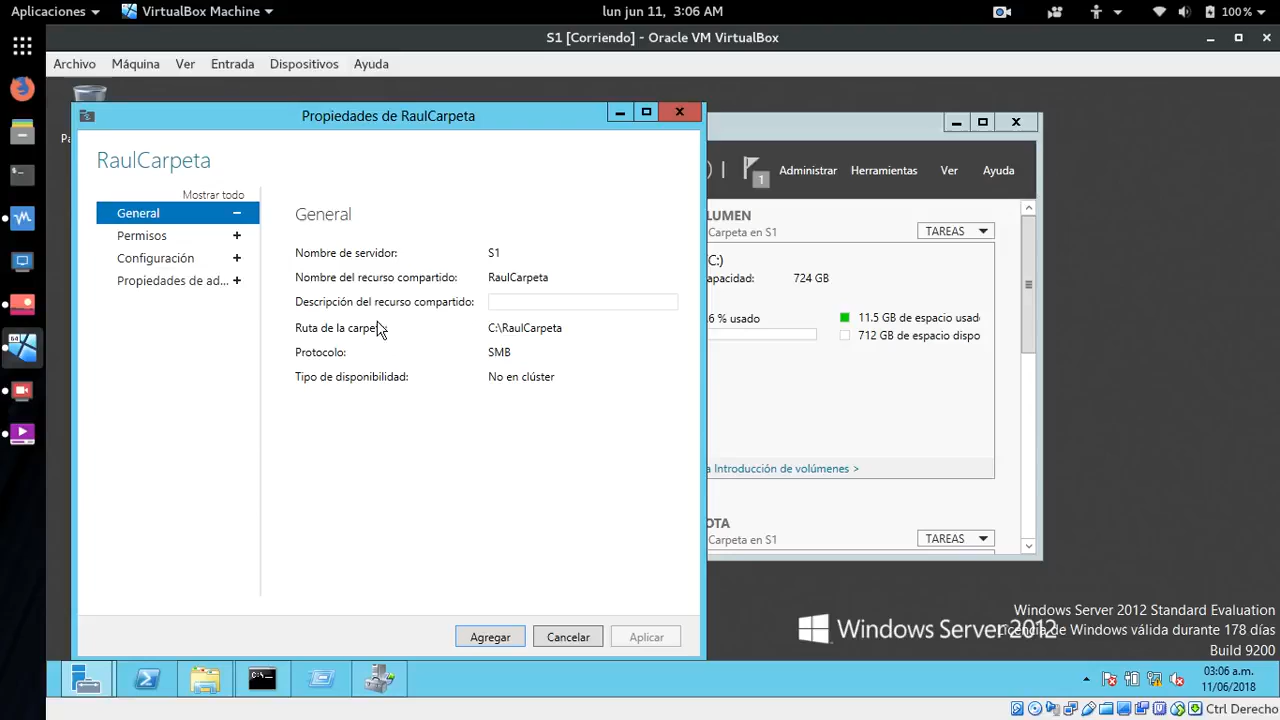 Aplicaciones
VirtualBox Machine
lun jun 11, 3:06 AM
100%
S1 [Corriendo] - Oracle VM VirtualBox
Archivo
Máquina
Ver
Entrada
Dispositivos
Ayuda
Propiedades de RaulCarpeta
RaulCarpeta
Mostrar todo
General −
Permisos +
Configuración +
Propiedades de ad... +
General
Nombre de servidor: S1
Nombre del recurso compartido: RaulCarpeta
Descripción del recurso compartido:
Ruta de la C:\RaulCarpeta
Protocolo: SMB
Tipo de disponibilidad: No en clúster
Agregar
Cancelar
Aplicar
1
Administrar
Herramientas
Ver
Ayuda
LUMEN
Carpeta en S1
TAREAS
C:)
apacidad: 724 GB
6 % usado
11.5 GB de espacio usad
712 GB de espacio dispo
a Introducción de volúmenes >
OTA
Carpeta en S1
TAREAS
Windows Server 2012
Windows Server 2012 Standard Evaluation
Licencia de Windows válida durante 178 días
Build 9200
03:06 a.m.
11/06/2018
64
Ctrl Derecho